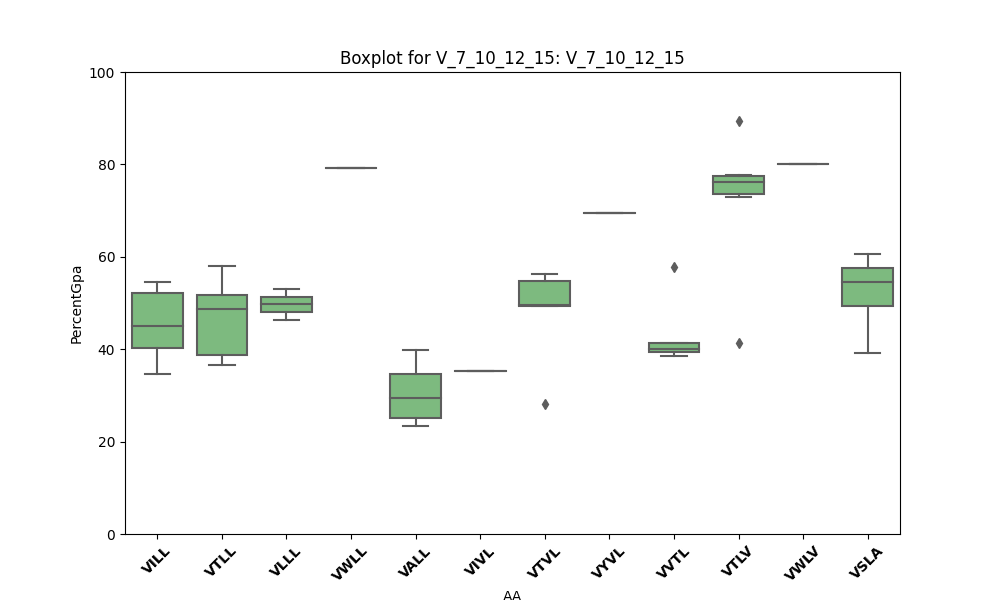 Boxplot for V_7_10_12_15: V_7_10_12_15
100
80
60
40
20
0
PercentGpa
VILL VTLL VLLL VWLL VALL VIVL VTVL VYVL VVTL VTLV VWLV VSLA
AA